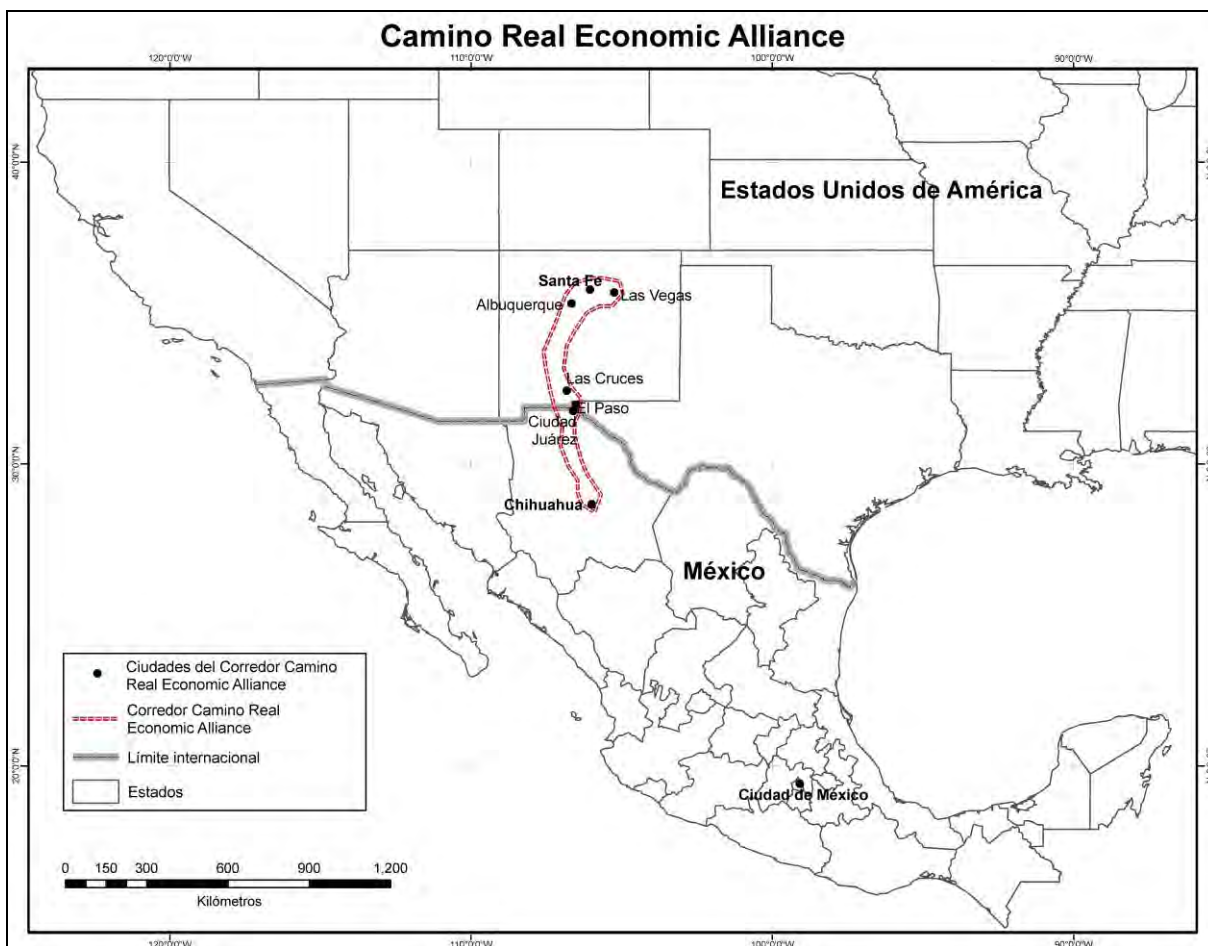 Camino Real Economic Alliance
120°0'0"W 110°0'0"W 100°0'0"W 90°0'0"W
40°0'0"N
Estados Unidos de América
Santa Fe
Albuquerque
Las Vegas
Las Cruces
El Paso
Ciudad
Juárez
30°0'0"N
Chihuahua
México
Ciudades del Corredor Camino
Real Economic Alliance
Corredor Camino Real
Economic Alliance
Límite internacional
Estados
20°0'0"N
Ciudad de México
0 150 300 600 900 1,200
Kilómetros
120°0'0"W 110°0'0"W 100°0'0"W 90°0'0"W